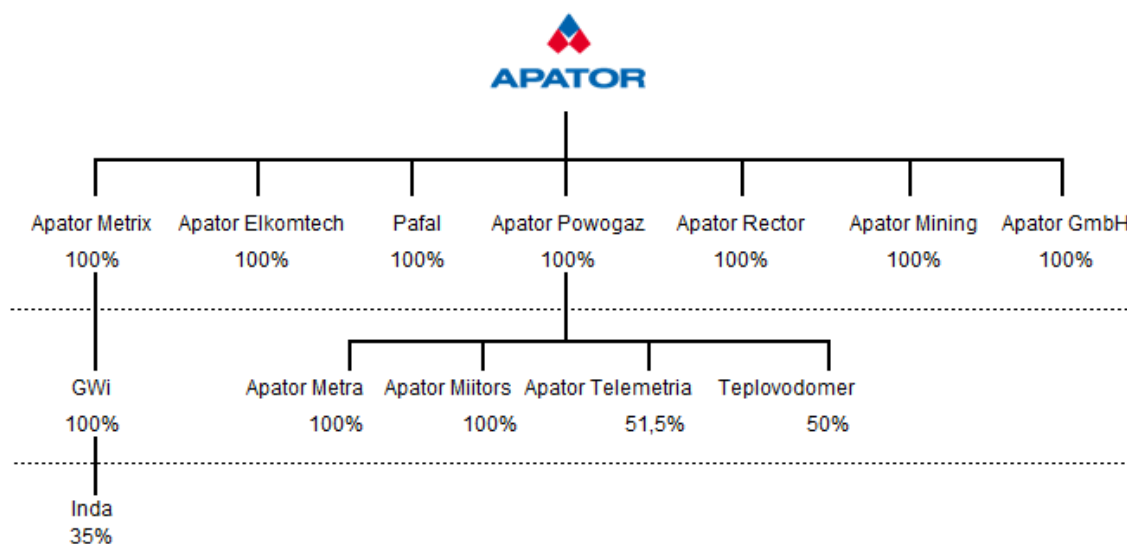 APATOR
Apator Metrix Apator Elkomtech Pafal Apator Powogaz Apator Rector Apator Mining Apator GmbH
100% 100% 100% 100% 100% 100% 100%
GWi Apator Metra Apator Miitors Apator Telemetria Teplovodomer
100% 100% 100% 51,5% 50%
Inda
35%